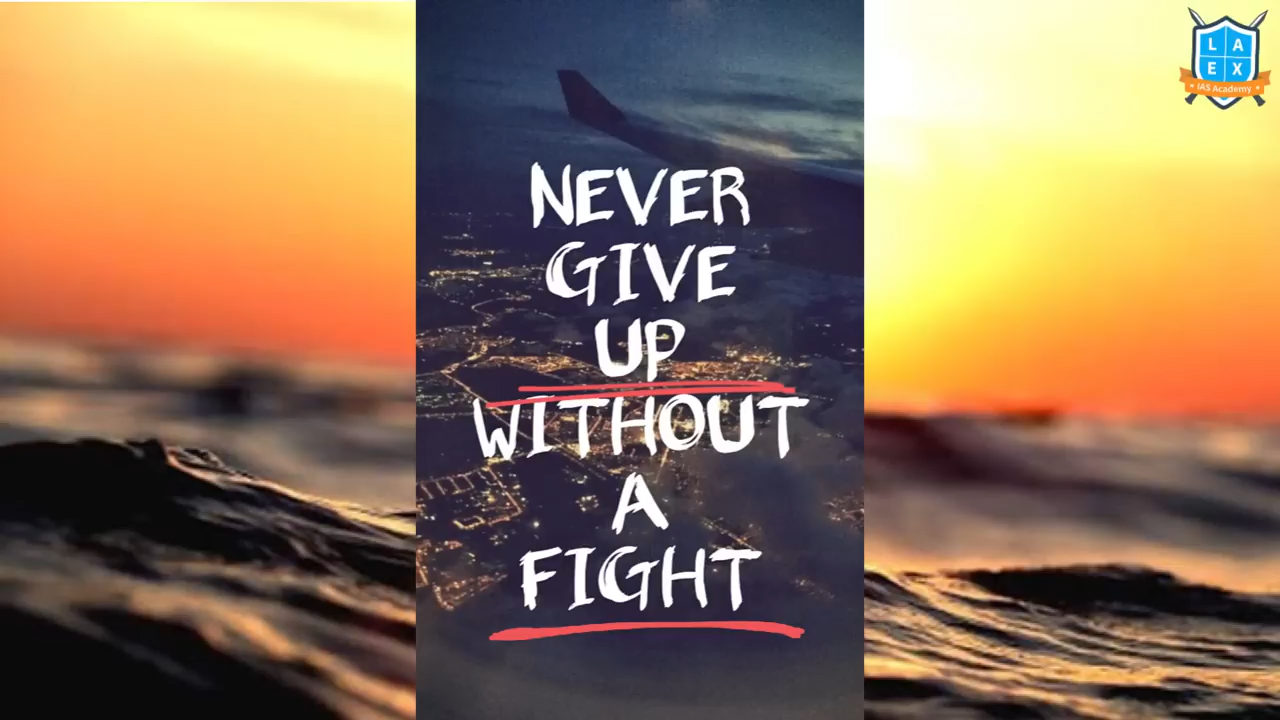 NEVER
GIVE
UP
WITHOUT
A
FIGHT
L A
E X
IAS Academy